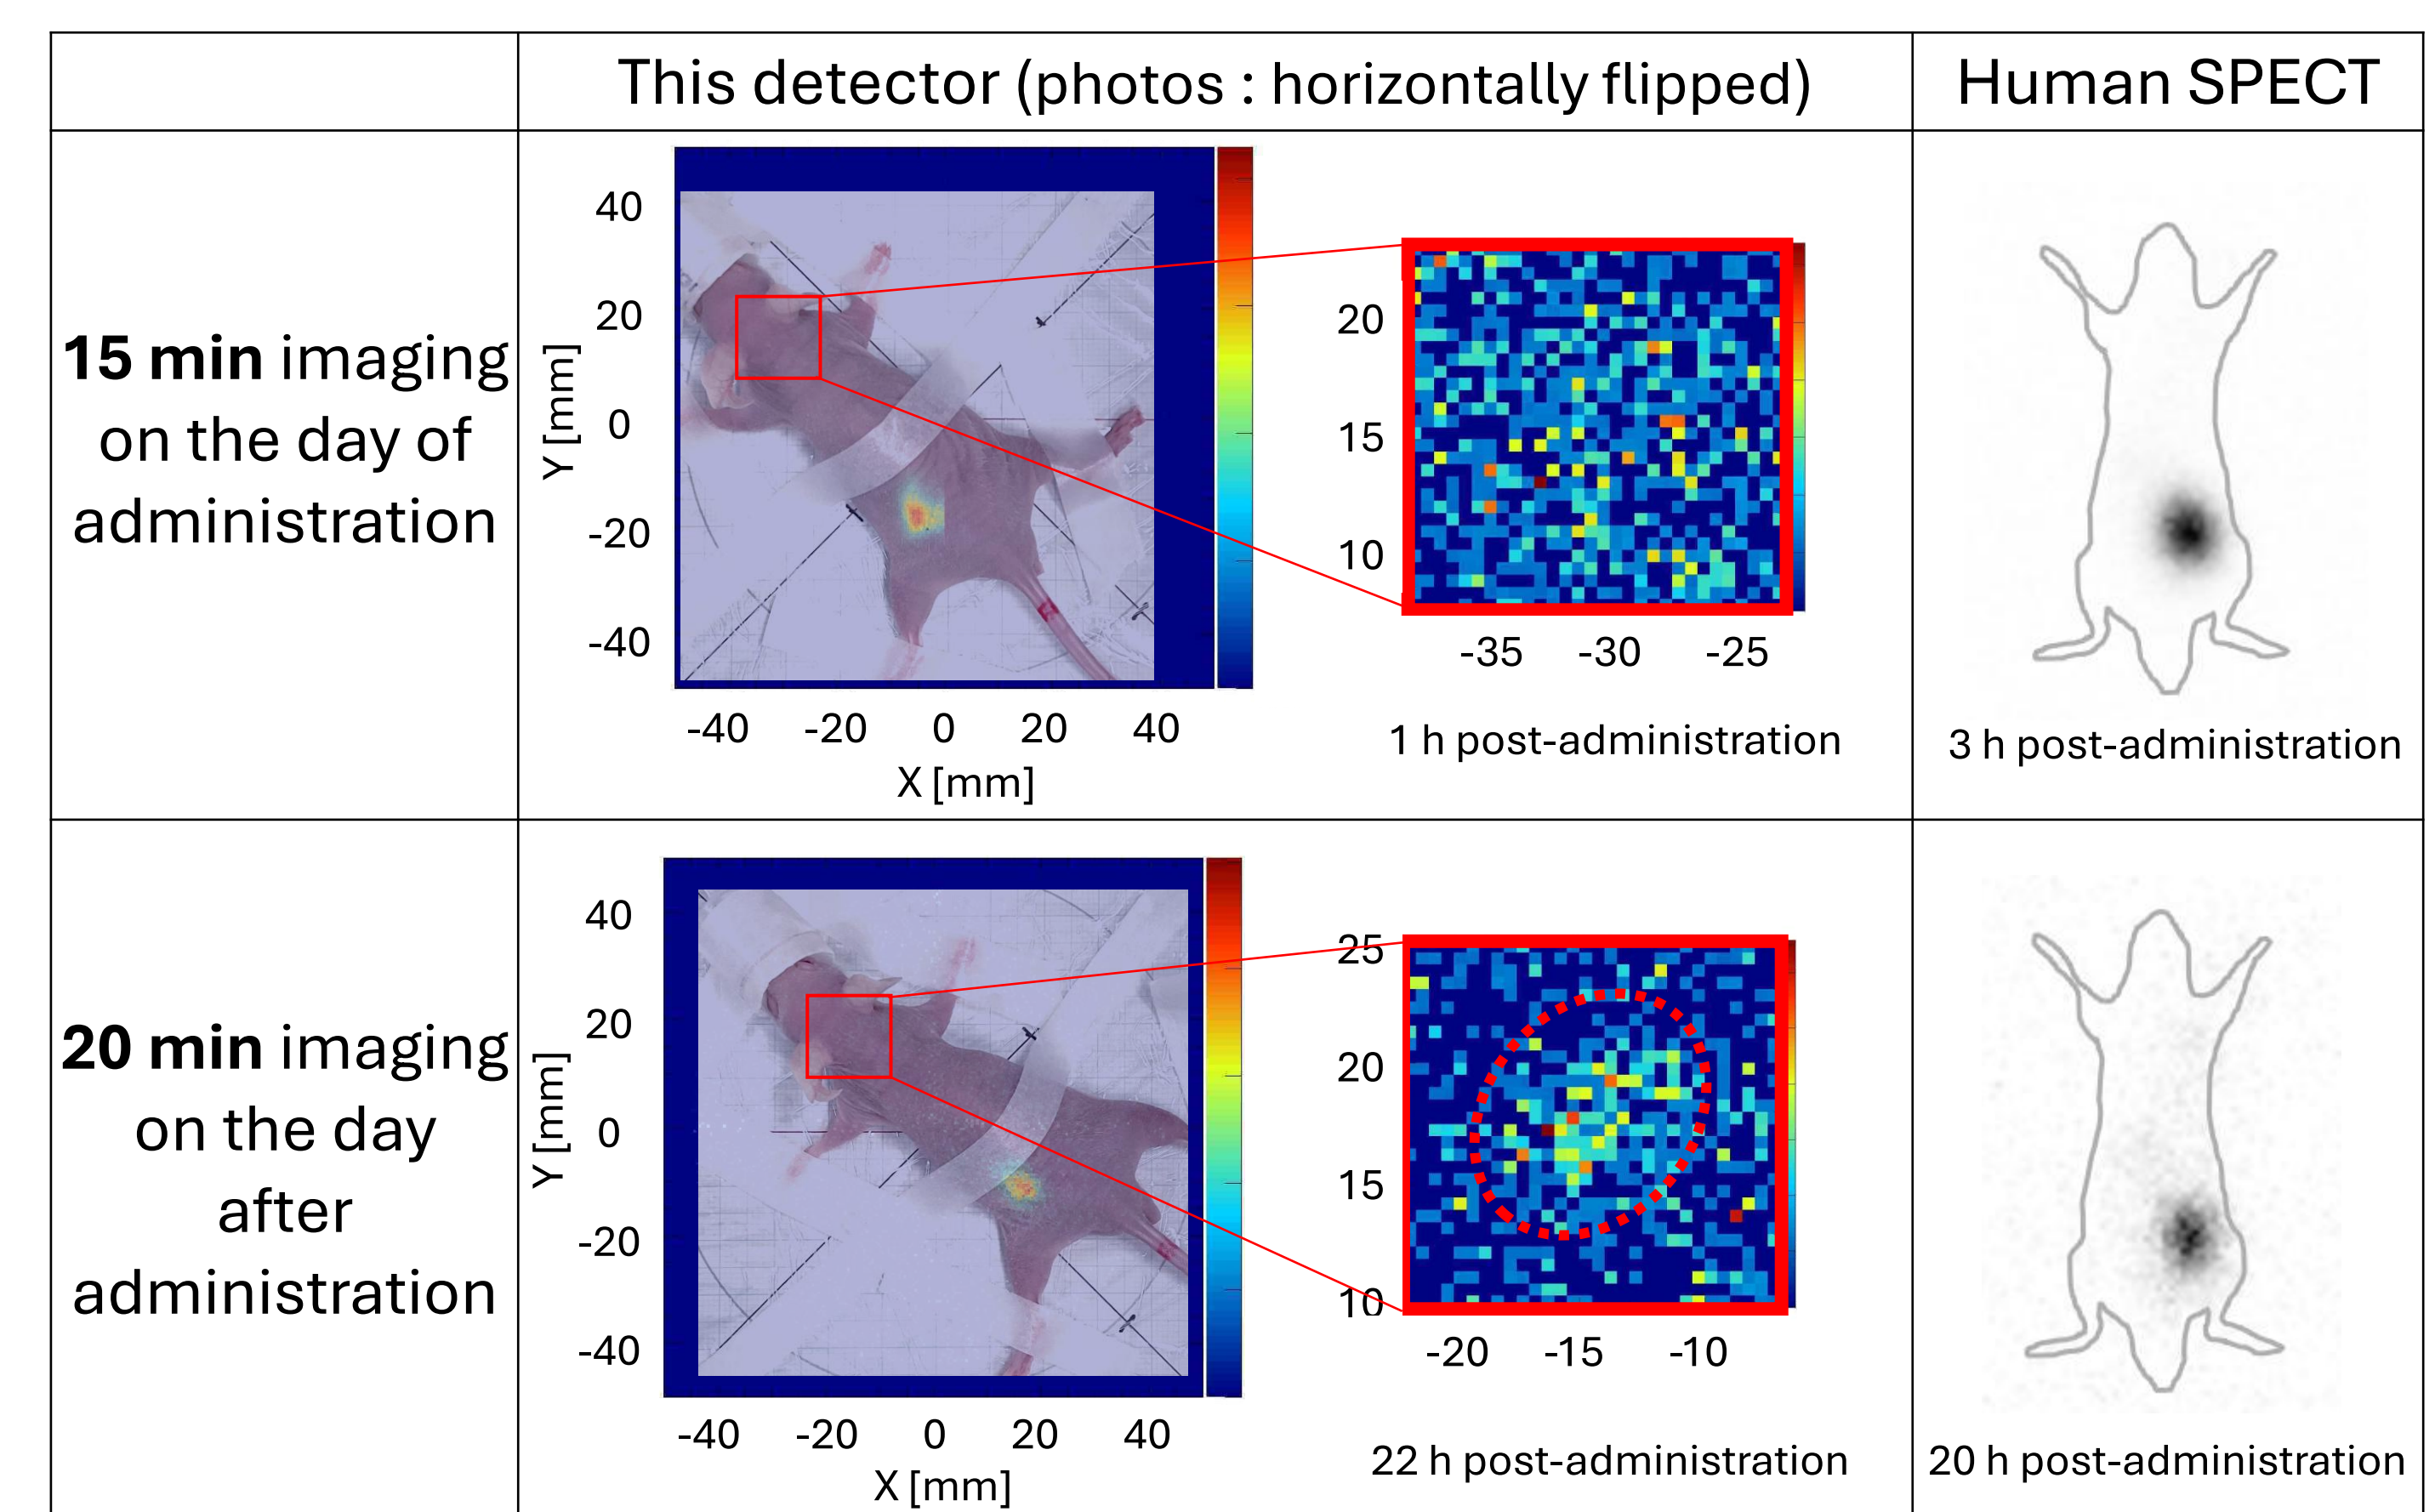 This detector (photos : horizontally flipped)
Human SPECT
15 min imaging
on the day of
administration
Y [mm]
40
20
0
-20
-40
-40 -20 0 20 40
X [mm]
20
15
10
-35 -30 -25
1 h post-administration
3 h post-administration
20 min imaging
on the day
after
administration
Y [mm]
40
20
0
-20
-40
-40 -20 0 20 40
X [mm]
25
20
15
10
-20 -15 -10
22 h post-administration
20 h post-administration